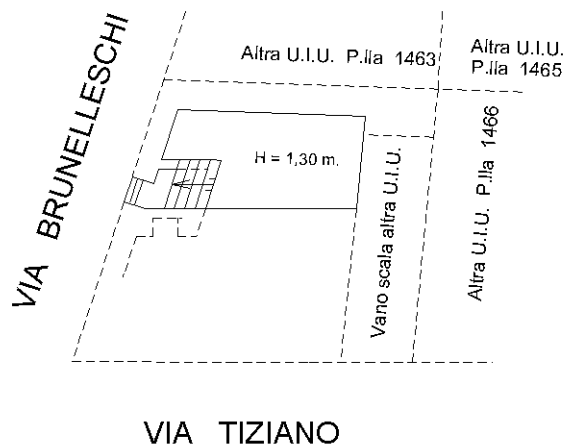 Altra U.I.U. P.lla 1463
Altra U.I.U.
P.lla 1465
VIA BRUNELLESCHI
H = 1,30 m.
Vano scala altra U.I.U.
Altra U.I.U. P.lla 1466
VIA TIZIANO